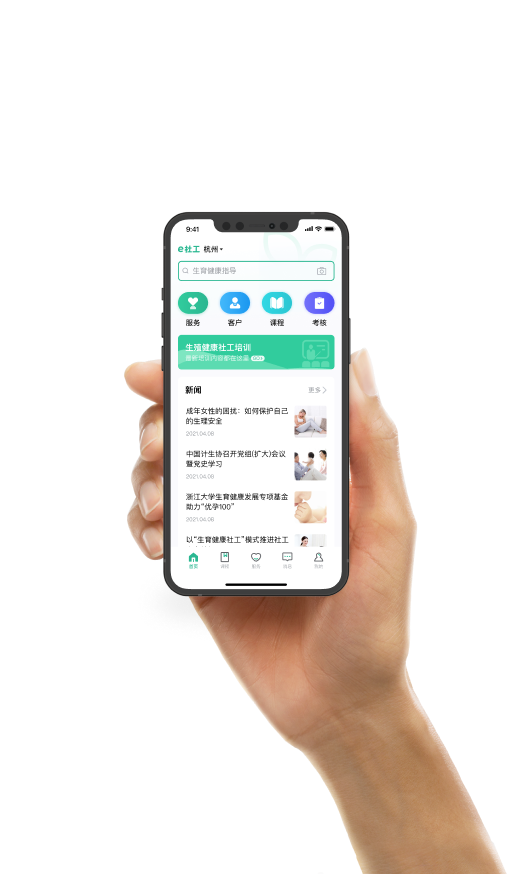 9:41
e社工 杭州
生育健康指导
服务 客户 课程 考核
生殖健康社工培训
最新培训内容都在这里
新闻 更多
成年女性的困扰：如何保护自己
的生理安全
2021.04.09
中国计生协召开党组(扩大)会议
暨党史学习
2021.04.09
浙江大学生育健康发展专项基金
助力“优孕100”
2021.04.08
以“生育健康社工”模式推进社工
首页 课程 服务 消息 我的